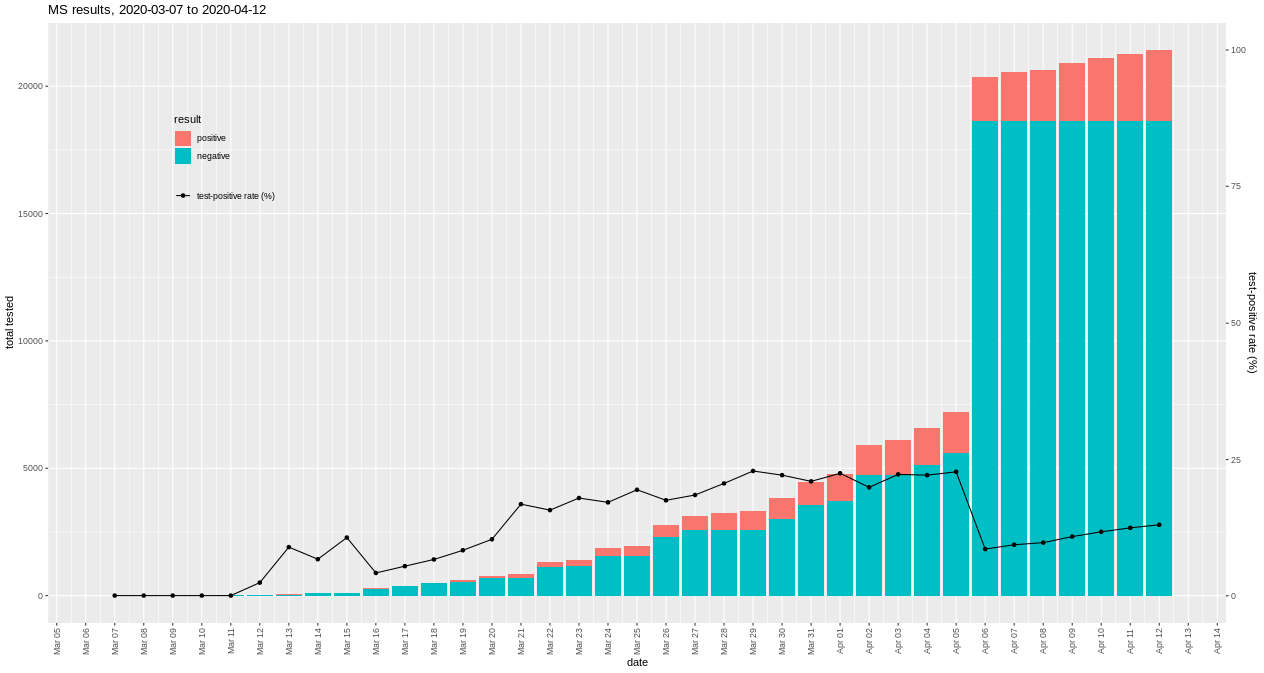 MS results, 2020-03-07 to 2020-04-12
total tested
20000
15000
10000
5000
0
result
positive
negative
test-positive rate (%)
100
75
50
25
0
test-positive rate (%)
Mar 05
Mar 06
Mar 07
Mar 08
Mar 09
Mar 10
Mar 11
Mar 12
Mar 13
Mar 14
Mar 15
Mar 16
Mar 17
Mar 18
Mar 19
Mar 20
Mar 21
Mar 22
Mar 23
Mar 24
Mar 25
Mar 26
Mar 27
Mar 28
Mar 29
Mar 30
Mar 31
Apr 01
Apr 02
Apr 03
Apr 04
Apr 05
Apr 06
Apr 07
Apr 08
Apr 09
Apr 10
Apr 11
Apr 12
Apr 13
Apr 14
date